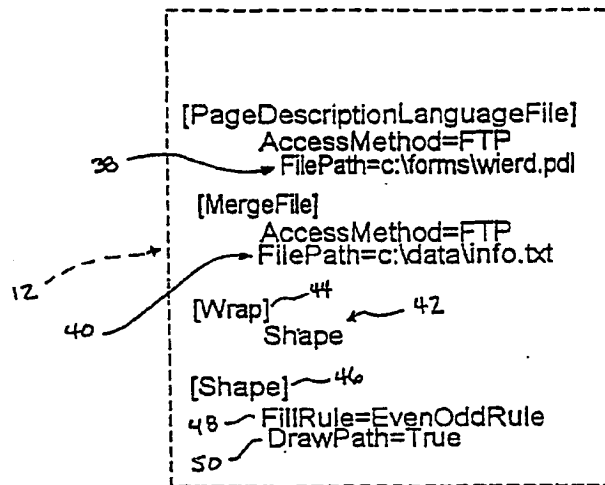 [PageDescriptionLanguageFile]
AccessMethod=FTP
38 FilePath=c:\forms\wierd.pdl
[MergeFile]
AccessMethod=FTP
FilePath=c:\data\info.txt
12
40
[Wrap] 44 42
Shape
[Shape] 46
48 FillRule=EvenOddRule
50 DrawPath=True